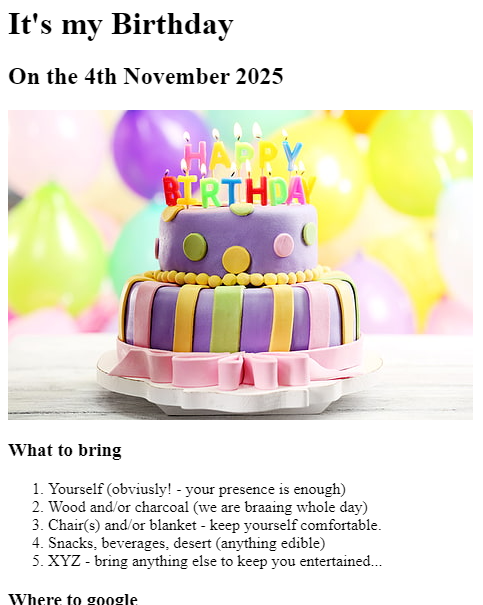 It's my Birthday
On the 4th November 2025
HAPPY
BIRTHDAY
What to bring
1. Yourself (obviusly! - your presence is enough)
2. Wood and/or charcoal (we are braaing whole day)
3. Chair(s) and/or blanket - keep yourself comfortable.
4. Snacks, beverages, desert (anything edible)
5. XYZ - bring anything else to keep you entertained...
Where to google